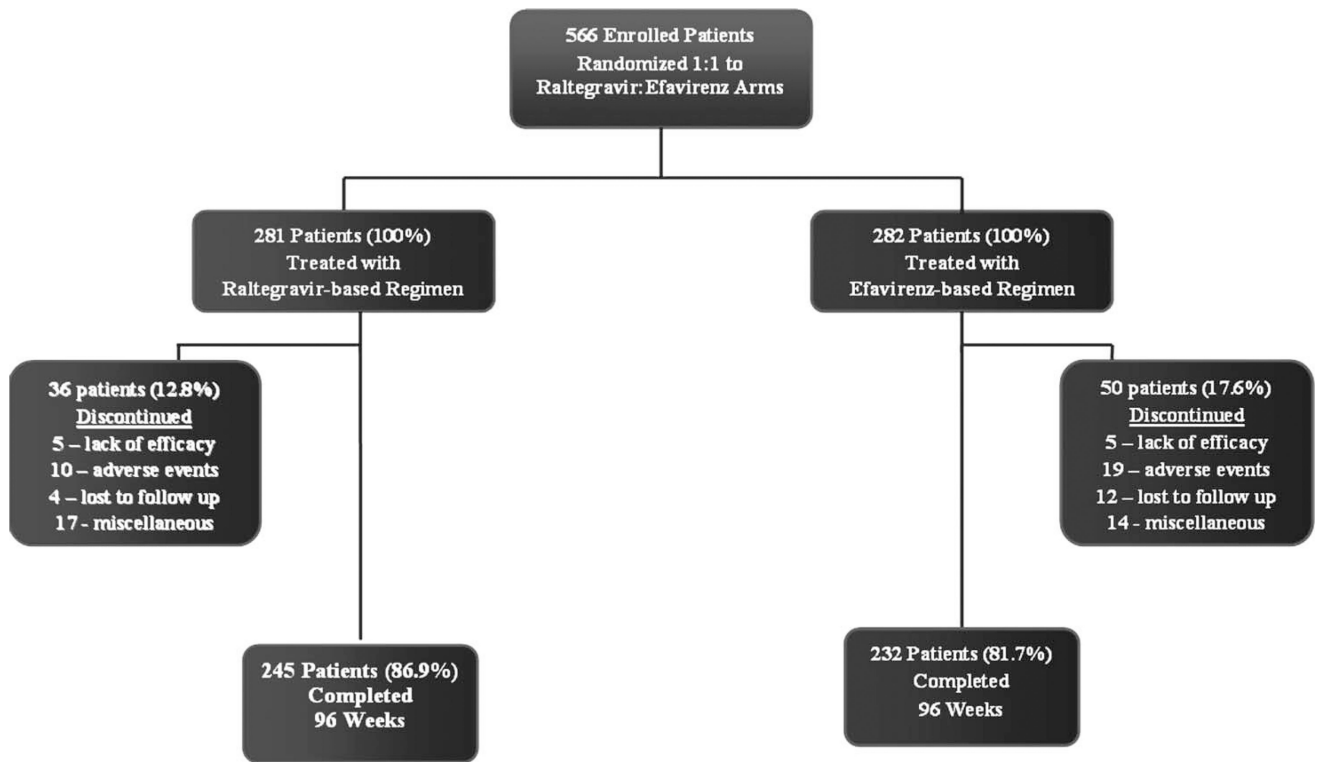 566 Enrolled Patients
Randomized 1:1 to
Raltegravir:Efavirenz Arms
281 Patients (100%)
Treated with
Raltegravir-based Regimen
282 Patients (100%)
Treated with
Efavirenz-based Regimen
36 patients (12.8%)
Discontinued
5 – lack of efficacy
10 – adverse events
4 – lost to follow up
17 - miscellaneous
50 patients (17.6%)
Discontinued
5 – lack of efficacy
19 – adverse events
12 – lost to follow up
14 – miscellaneous
245 Patients (86.9%)
Completed
96 Weeks
232 Patients (81.7%)
Completed
96 Weeks